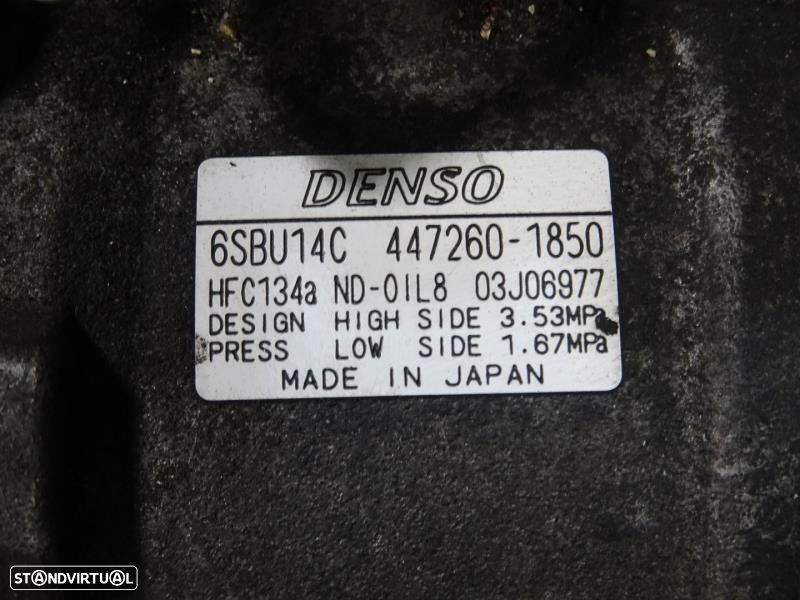 DENSO
6SBU14C 447260-1850
HFC134a ND-OIL8 03J06977
DESIGN HIGH SIDE 3.53MPa
PRESS LOW SIDE 1.67MPa
MADE IN JAPAN
STANDVIRTUAL